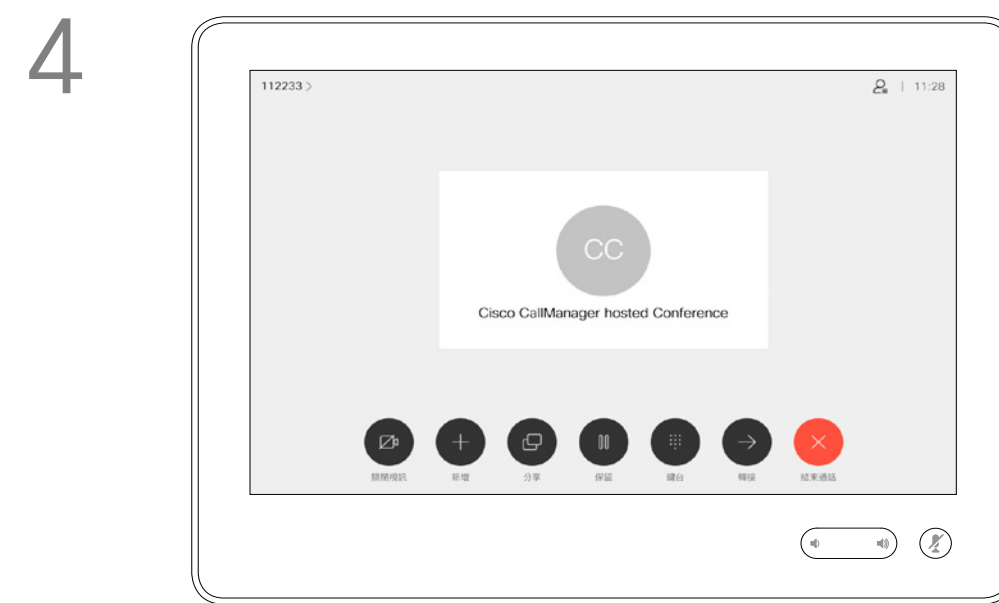 4
112233 >
11:28
CC
Cisco CallManager hosted Conference
關閉視訊 新增 分享 保留 鍵台 轉接 結束通話